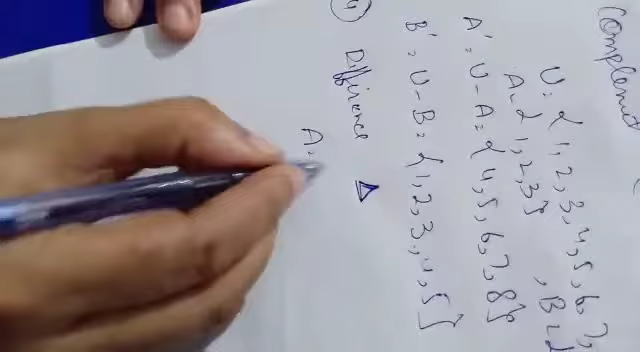 Complement
U = { 1, 2, 3, 4, 5, 6, 7,
A = { 1, 2, 3 } , B = {
A' = U - A = { 4, 5, 6, 7, 8 }
B' = U - B = { 1, 2, 3, 4, 5 }
4 Difference Δ
A =